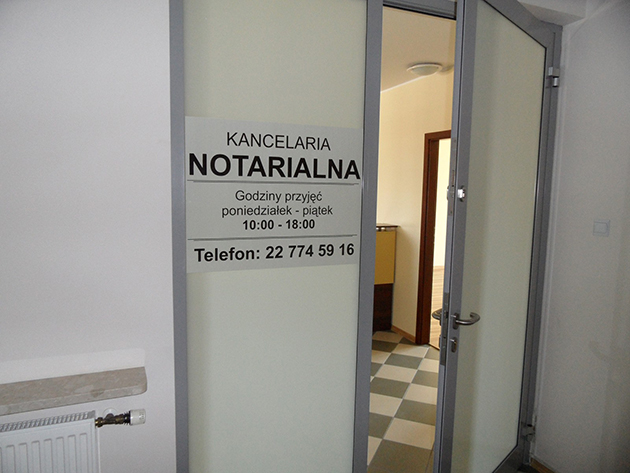 KANCELARIA
NOTARIALNA
Godziny przyjęć
poniedziałek - piątek
10:00 - 18:00
Telefon: 22 774 59 16